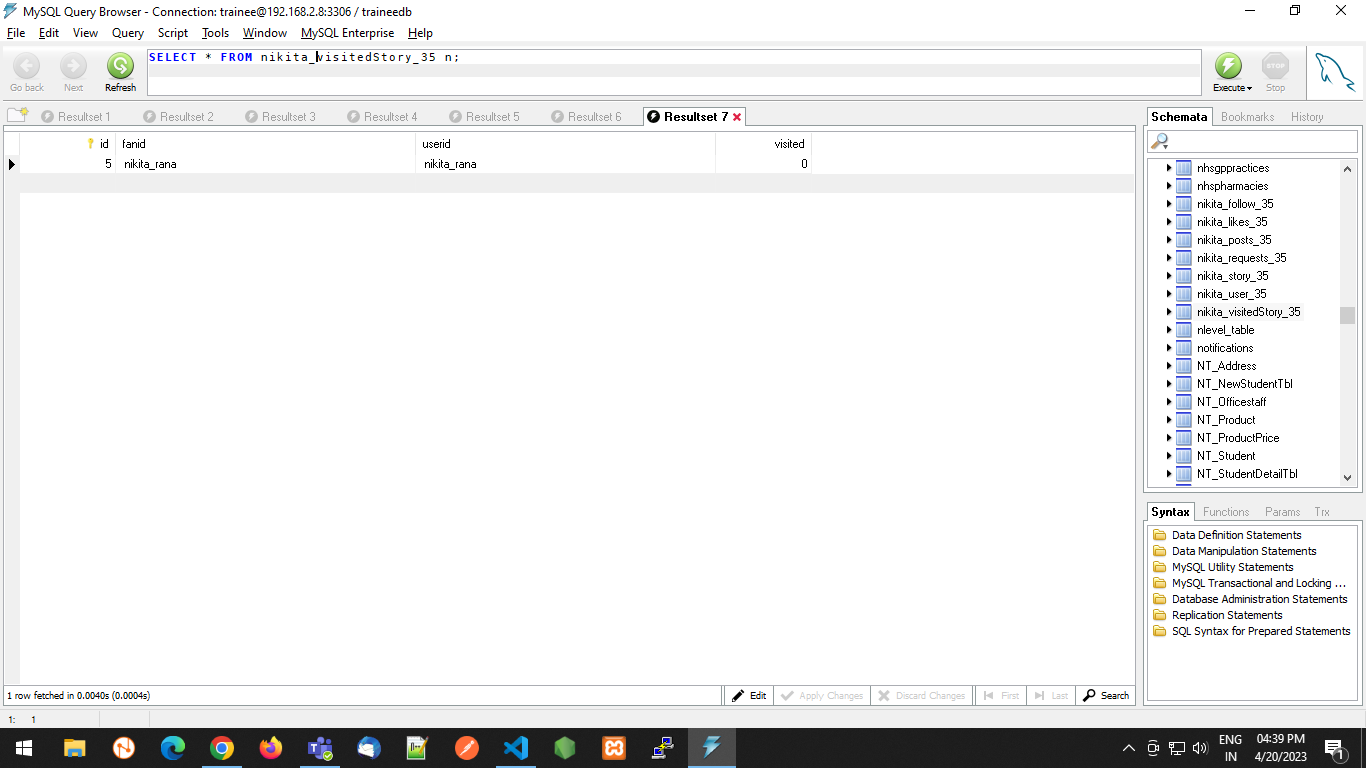 MySQL Query Browser - Connection: trainee@192.168.2.8:3306 / traineedb
File Edit View Query Script Tools Window MySQL Enterprise Help
Go back Next Refresh
SELECT * FROM nikita_visitedStory_35 n;
Execute Stop
Resultset 1 Resultset 2 Resultset 3 Resultset 4 Resultset 5 Resultset 6 Resultset 7
id fanid userid visited
5 nikita_rana nikita_rana 0
Schemata Bookmarks History
nhsgppractices
nhspharmacies
nikita_follow_35
nikita_likes_35
nikita_posts_35
nikita_requests_35
nikita_story_35
nikita_user_35
nikita_visitedStory_35
nlevel_table
notifications
NT_Address
NT_NewStudentTbl
NT_Officestaff
NT_Product
NT_ProductPrice
NT_Student
NT_StudentDetailTbl
Syntax Functions Params Trx
Data Definition Statements
Data Manipulation Statements
MySQL Utility Statements
MySQL Transactional and Locking ...
Database Administration Statements
Replication Statements
SQL Syntax for Prepared Statements
1 row fetched in 0.0040s (0.0004s)
Edit Apply Changes Discard Changes First Last Search
1: 1
ENG
IN
04:39 PM
4/20/2023
1